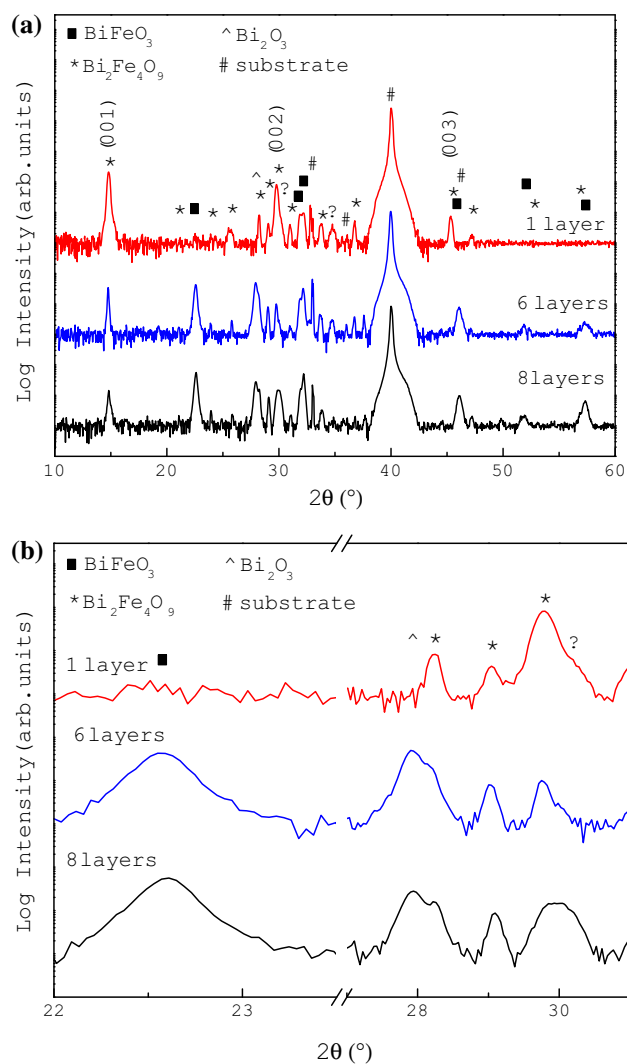 (a)
■ BiFeO₃ ^ Bi₂O₃
* Bi₂Fe₄O₉ # substrate
(001)
(002)
(003)
#
^
*
?
■
1 layer
6 layers
8layers
Log Intensity(arb.units)
10 20 30 40 50 60
2θ (°)
(b)
■ BiFeO₃ ^ Bi₂O₃
* Bi₂Fe₄O₉ # substrate
^ * * * ?
1 layer ■
6 layers
8 layers
Log Intensity(arb.units)
22 23 28 30
2θ (°)